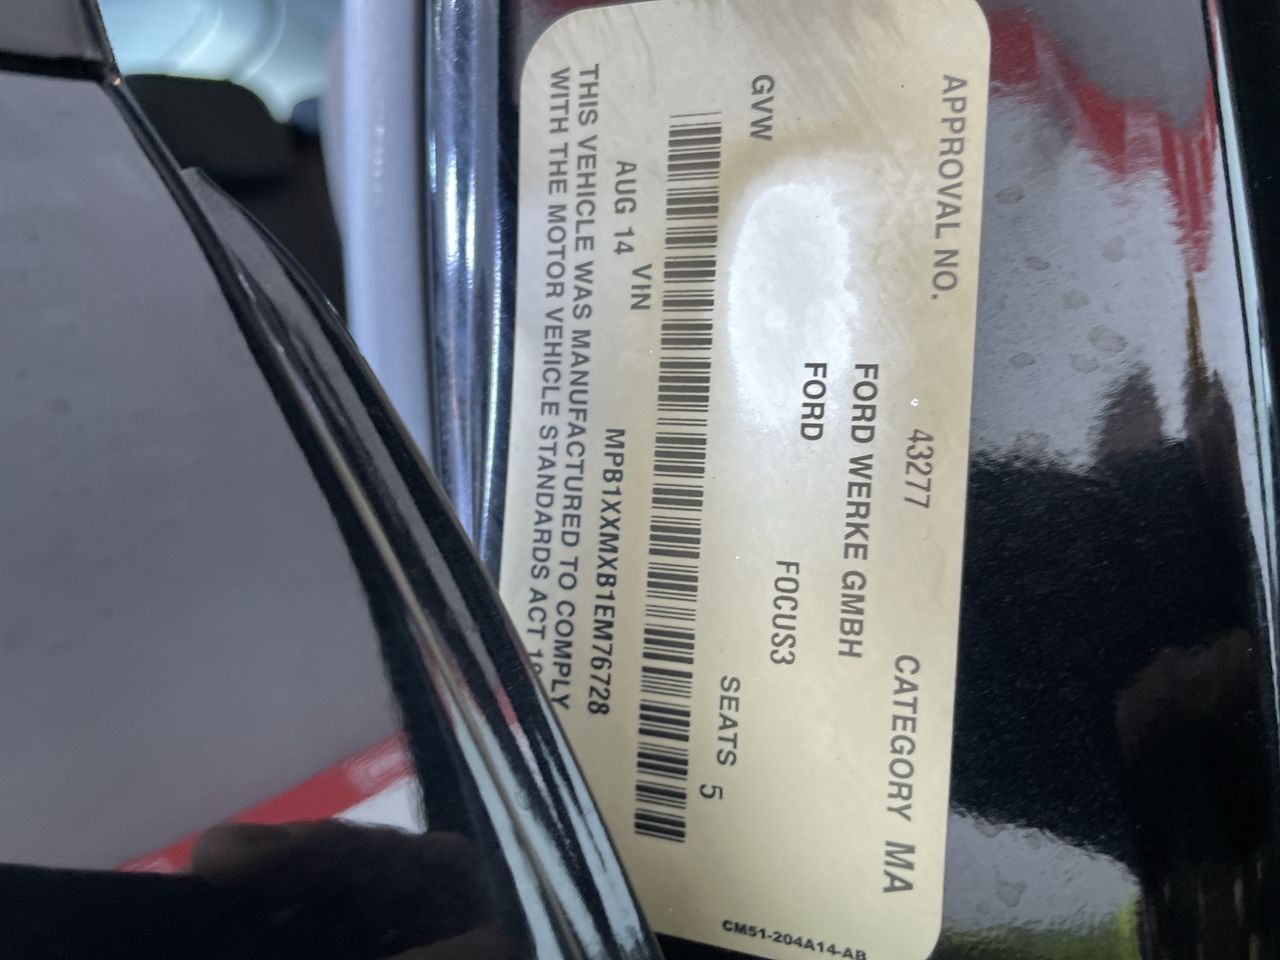 APPROVAL NO. 43277 CATEGORY MA
FORD WERKE GMBH
FORD FOCUS3
GVW SEATS 5
VIN
AUG 14 MPB1XXMXB1EM76728
THIS VEHICLE WAS MANUFACTURED TO COMPLY
WITH THE MOTOR VEHICLE STANDARDS ACT
CM51-204A14-AB